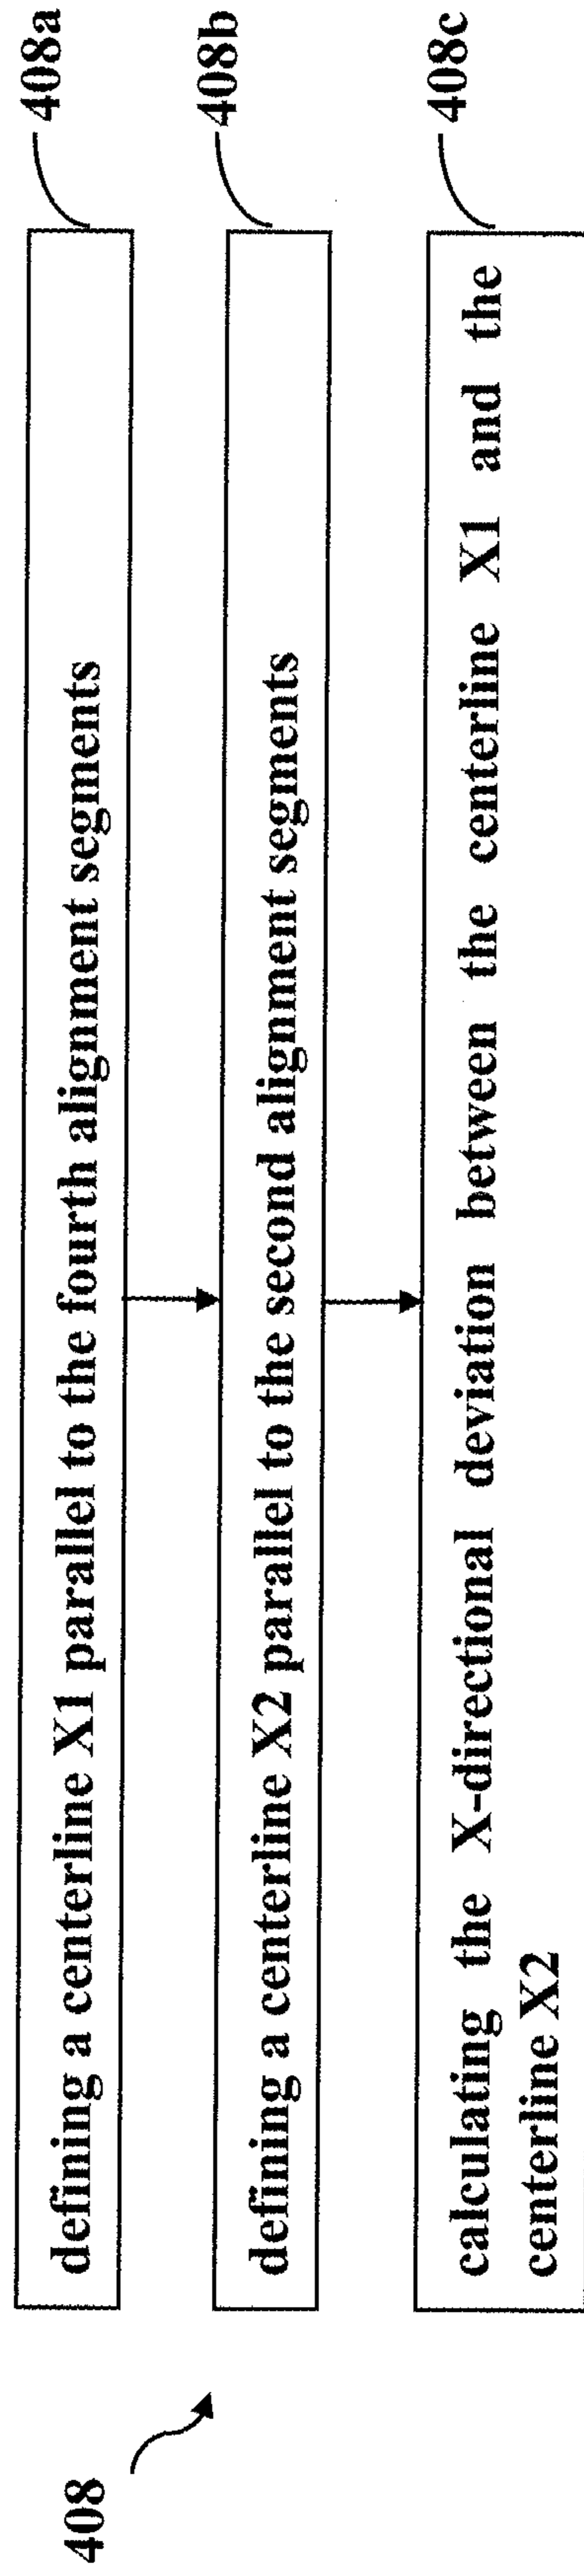 408
defining a centerline X1 parallel to the fourth alignment segments
408a
defining a centerline X2 parallel to the second alignment segments
408b
calculating the X-directional deviation between the centerline X1 and the
centerline X2
408c